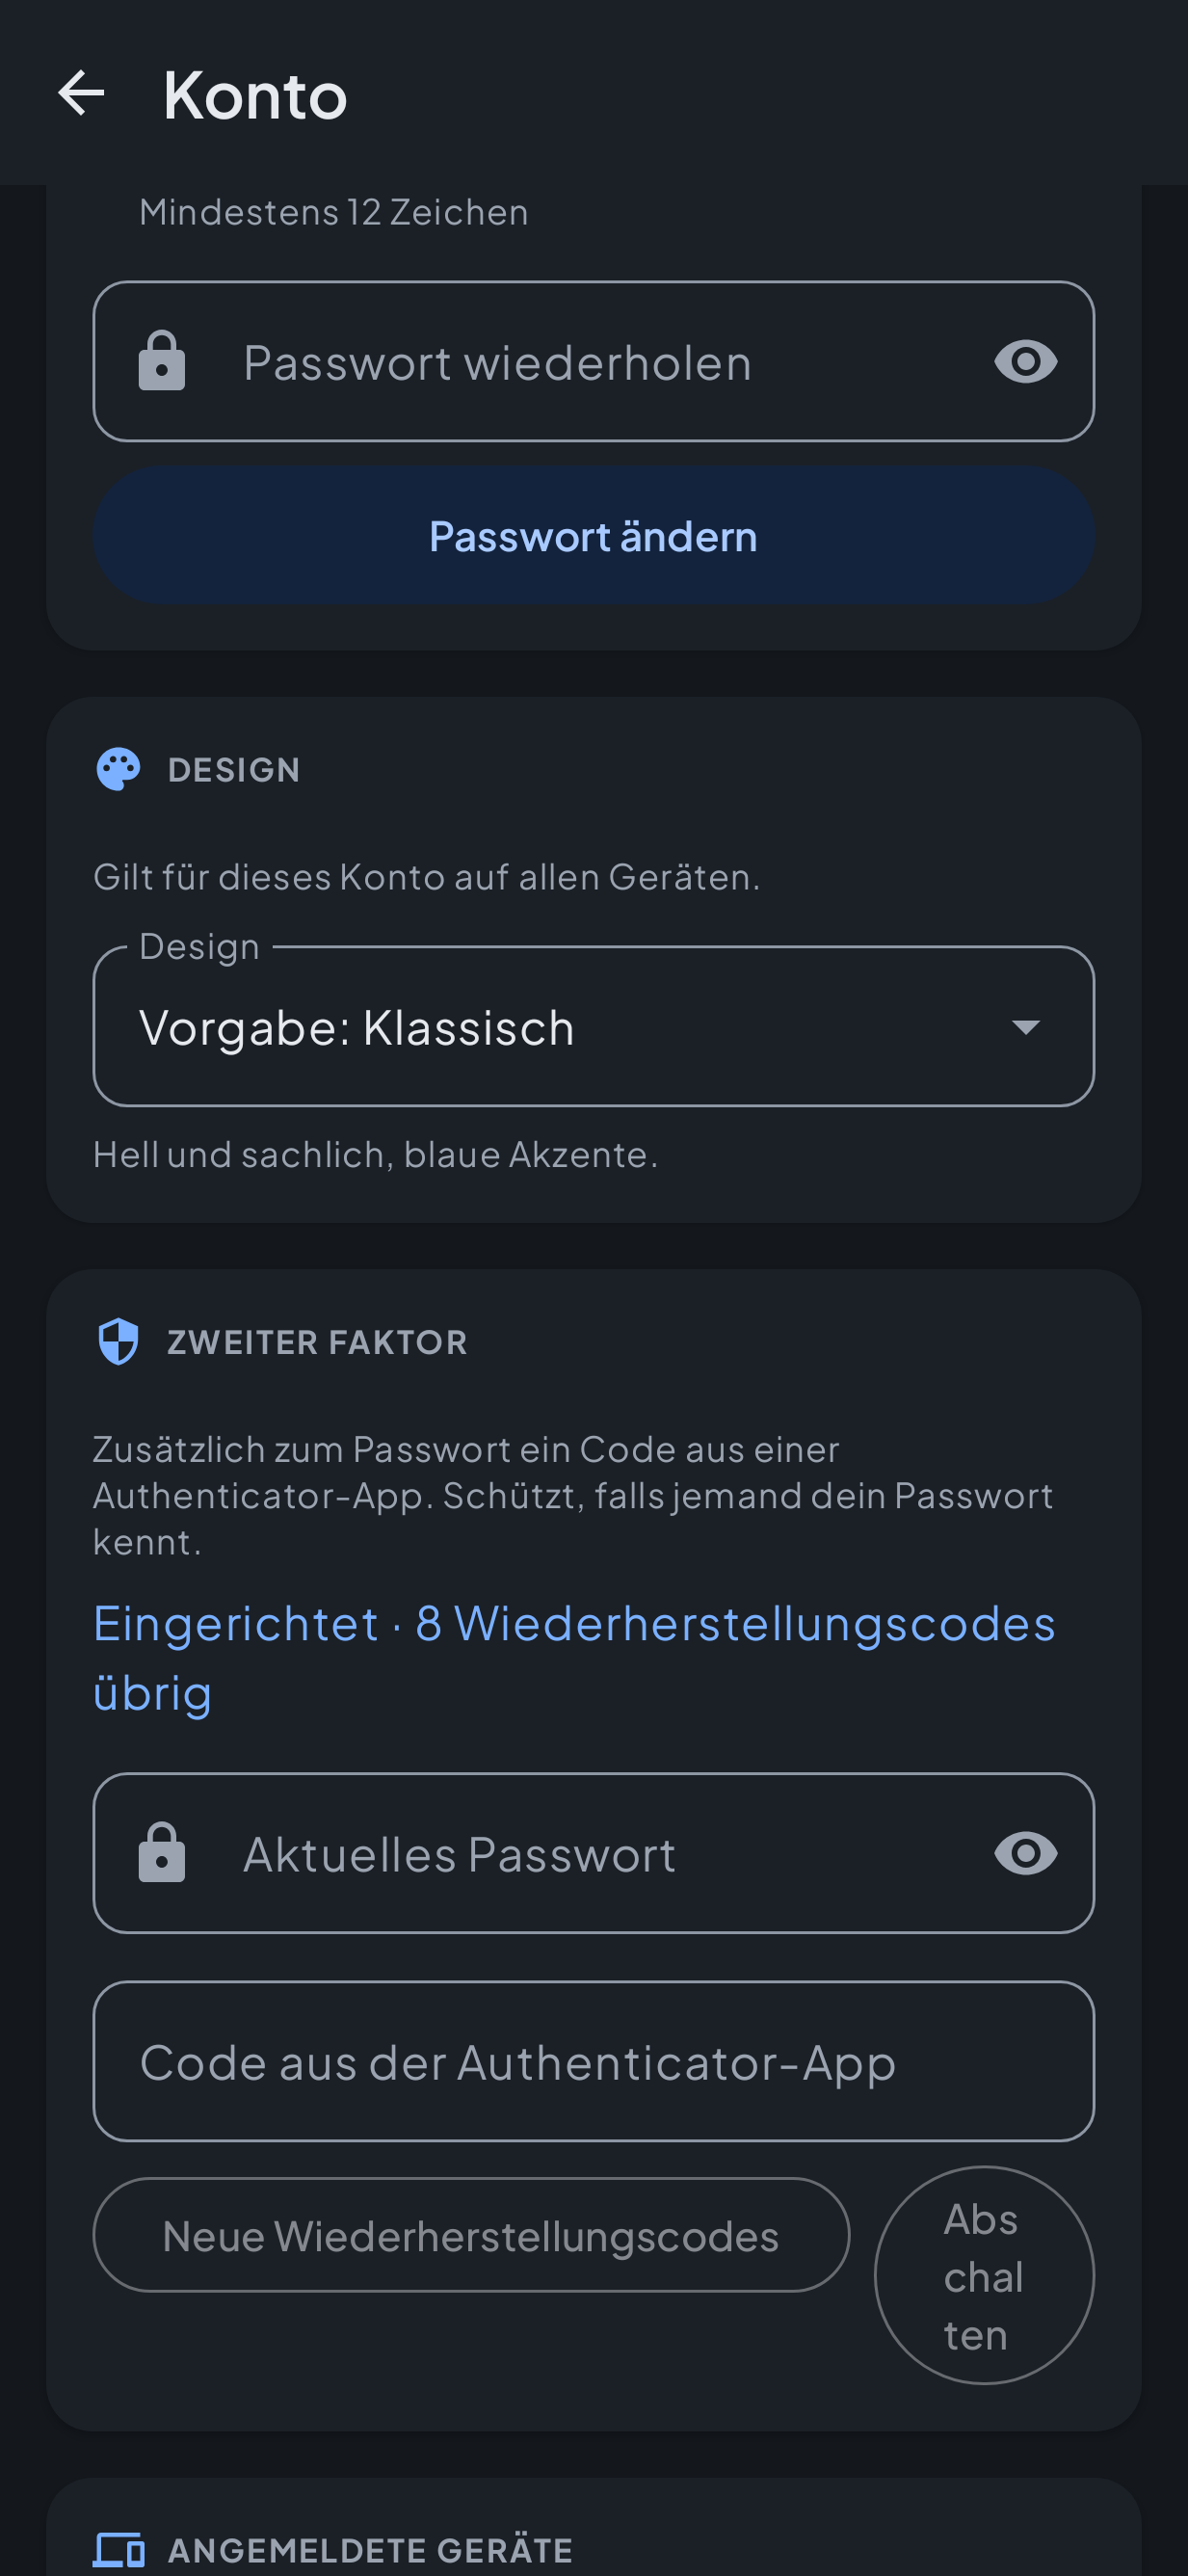 Konto
Mindestens 12 Zeichen
Passwort wiederholen
Passwort ändern
DESIGN
Gilt für dieses Konto auf allen Geräten.
Design
Vorgabe: Klassisch
Hell und sachlich, blaue Akzente.
ZWEITER FAKTOR
Zusätzlich zum Passwort ein Code aus einer
Authenticator-App. Schützt, falls jemand dein Passwort
kennt.
Eingerichtet · 8 Wiederherstellungscodes
übrig
Aktuelles Passwort
Code aus der Authenticator-App
Neue Wiederherstellungscodes
Abs
chal
ten
ANGEMELDETE GERÄTE